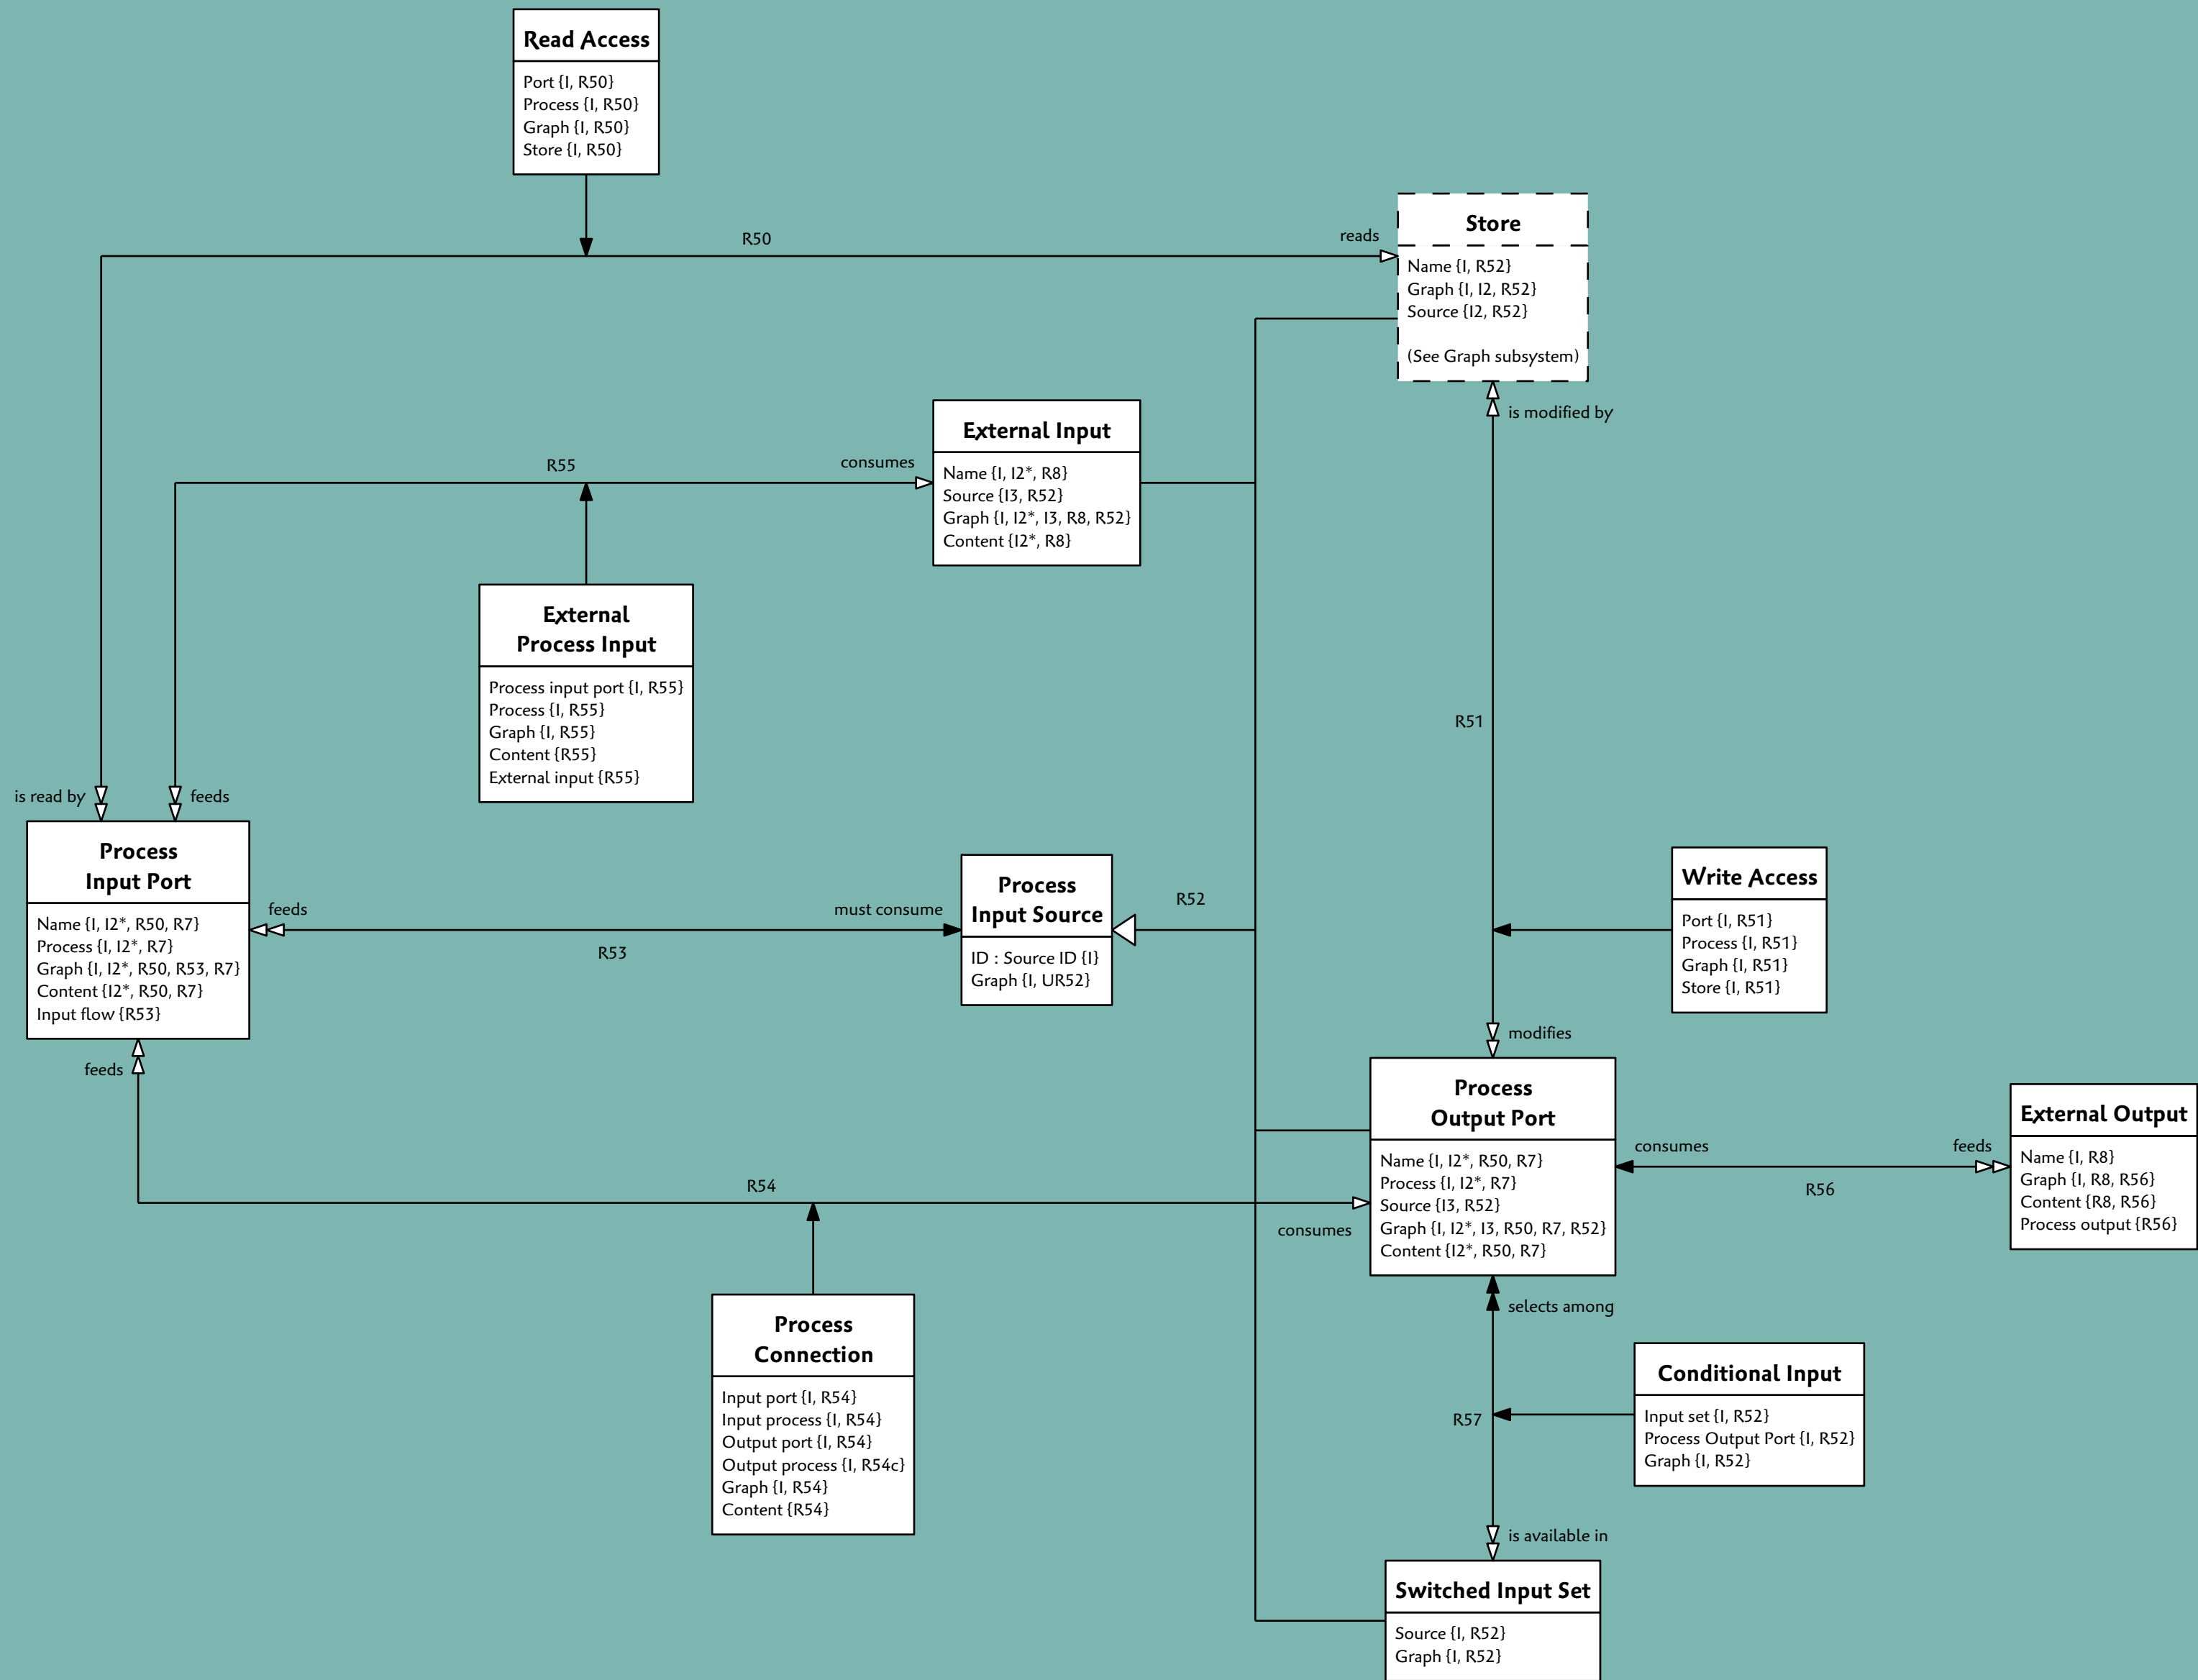 Read Access
Port {I, R50}
Process {I, R50}
Graph {I, R50}
Store {I, R50}
R50
reads
Store
Name {I, R52}
Graph {I, I2, R52}
Source {I2, R52}
(See Graph subsystem)
is modified by
External Input
Name {I, I2*, R8}
Source {I3, R52}
Graph {I, I2*, I3, R8, R52}
Content {I2*, R8}
R55
consumes
External
Process Input
Process input port {I, R55}
Process {I, R55}
Graph {I, R55}
Content {R55}
External input {R55}
R51
is read by
feeds
Process
Input Port
Name {I, I2*, R50, R7}
Process {I, I2*, R7}
Graph {I, I2*, R50, R53, R7}
Content {I2*, R50, R7}
Input flow {R53}
feeds
must consume
R53
Process
Input Source
ID : Source ID {I}
Graph {I, UR52}
R52
Write Access
Port {I, R51}
Process {I, R51}
Graph {I, R51}
Store {I, R51}
modifies
feeds
Process
Output Port
Name {I, I2*, R50, R7}
Process {I, I2*, R7}
Source {I3, R52}
Graph {I, I2*, I3, R50, R7, R52}
Content {I2*, R50, R7}
consumes
feeds
R56
External Output
Name {I, R8}
Graph {I, R8, R56}
Content {R8, R56}
Process output {R56}
R54
consumes
Process
Connection
Input port {I, R54}
Input process {I, R54}
Output port {I, R54}
Output process {I, R54c}
Graph {I, R54}
Content {R54}
selects among
Conditional Input
Input set {I, R52}
Process Output Port {I, R52}
Graph {I, R52}
R57
is available in
Switched Input Set
Source {I, R52}
Graph {I, R52}